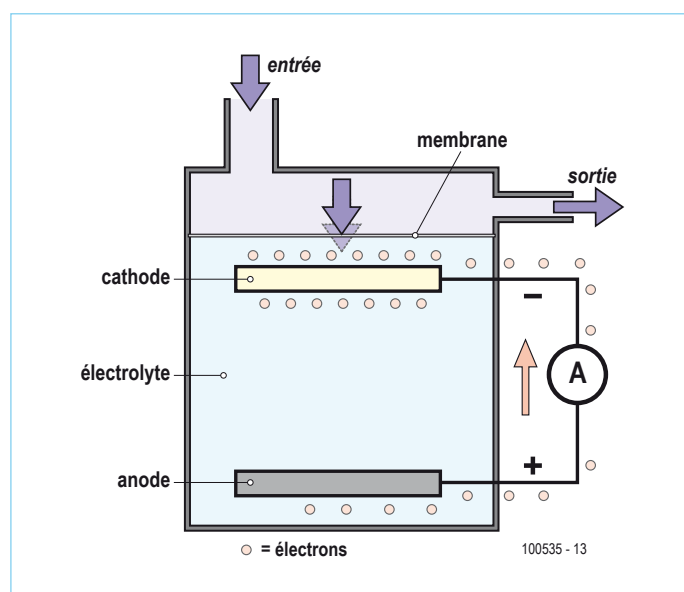 entrée
membrane
sortie
cathode
−
électrolyte
A
anode
+
= électrons
100535 - 13